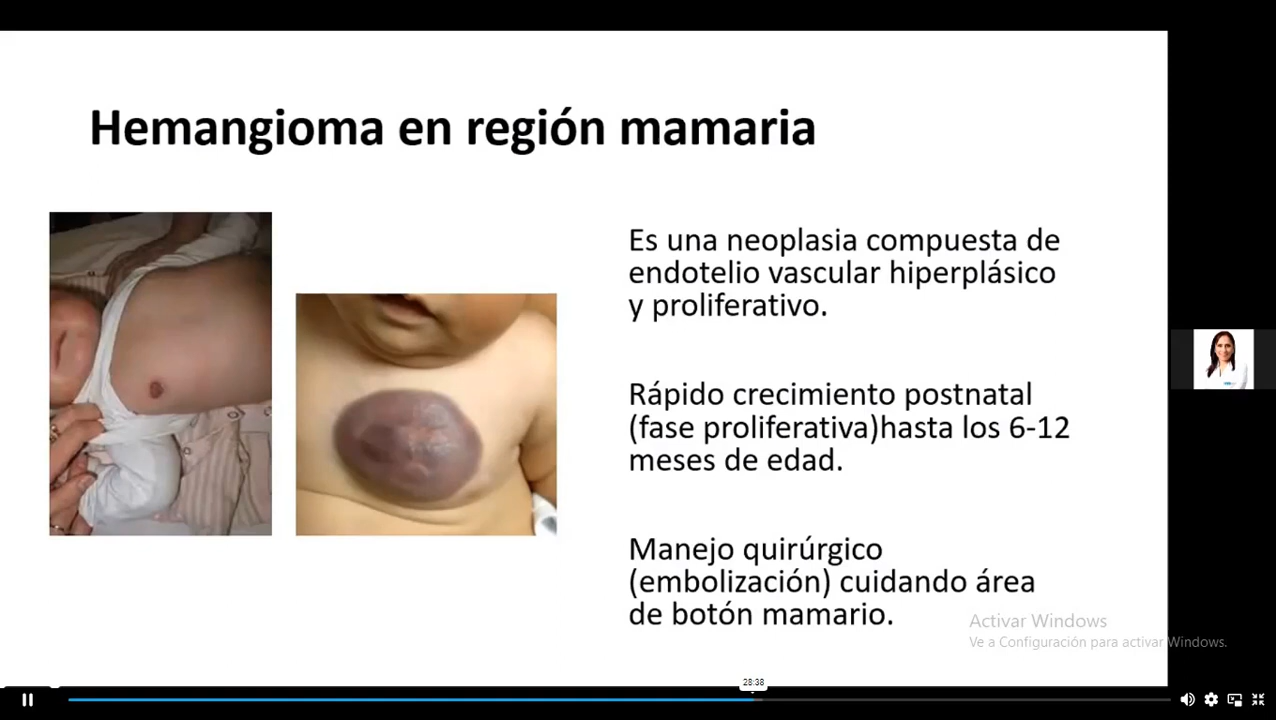 Hemangioma en región mamaria
Es una neoplasia compuesta de
endotelio vascular hiperplásico
y proliferativo.
Rápido crecimiento postnatal
(fase proliferativa)hasta los 6-12
meses de edad.
Manejo quirúrgico
(embolización) cuidando área
de botón mamario.
Activar Windows
Ve a Configuración para activar Windows.
28:38